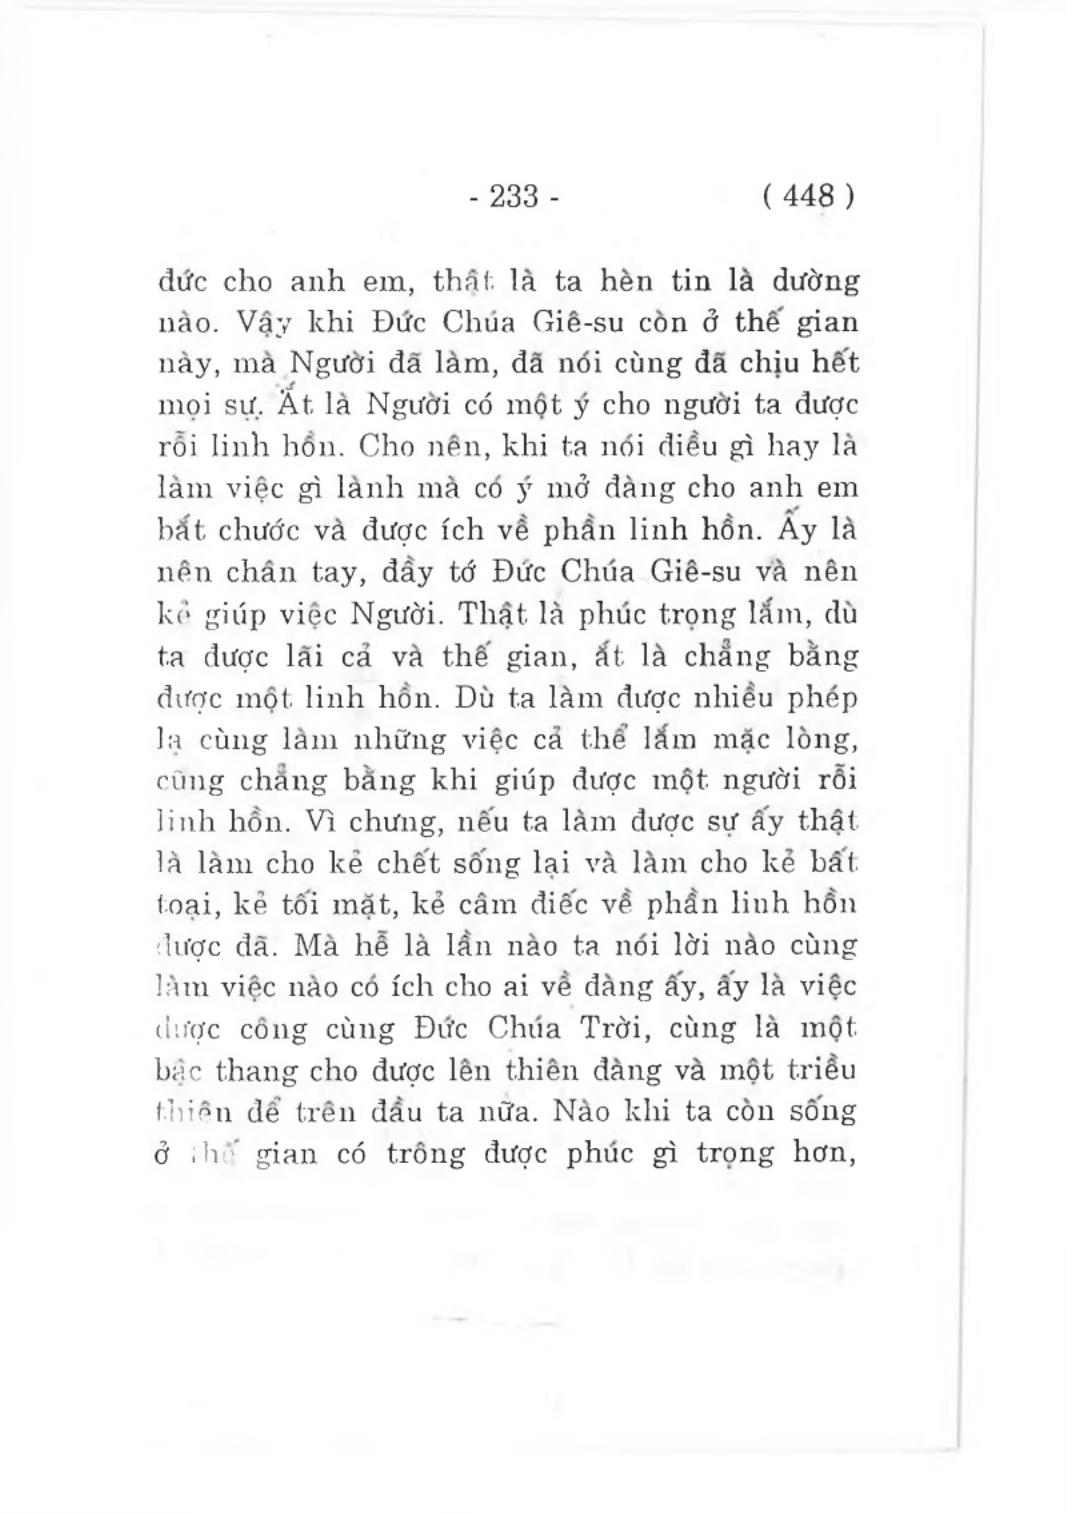 - 233 - ( 448 )
đức cho anh em, thật là ta hèn tin là dường
nào. Vậy khi Đức Chúa Giê-su còn ở thế gian
này, mà Người đã làm, đã nói cùng đã chịu hết
mọi sự. Ắt là Người có một ý cho người ta được
rỗi linh hồn. Cho nên, khi ta nói điều gì hay là
làm việc gì lành mà có ý mở đàng cho anh em
bắt chước và được ích về phần linh hồn. Ấy là
nên chân tay, đầy tớ Đức Chúa Giê-su và nên
kẻ giúp việc Người. Thật là phúc trọng lắm, dù
ta được lãi cả và thế gian, ắt là chẳng bằng
được một linh hồn. Dù ta làm được nhiều phép
lạ cùng làm những việc cả thể lắm mặc lòng,
cũng chẳng bằng khi giúp được một người rỗi
linh hồn. Vì chưng, nếu ta làm được sự ấy thật
là làm cho kẻ chết sống lại và làm cho kẻ bất
toại, kẻ tối mặt, kẻ câm điếc về phần linh hồn
được đã. Mà hễ là lần nào ta nói lời nào cùng
làm việc nào có ích cho ai về đàng ấy, ấy là việc
được công cùng Đức Chúa Trời, cùng là một
bậc thang cho được lên thiên đàng và một triều
thiên để trên đầu ta nữa. Nào khi ta còn sống
ở thế gian có trông được phúc gì trọng hơn,